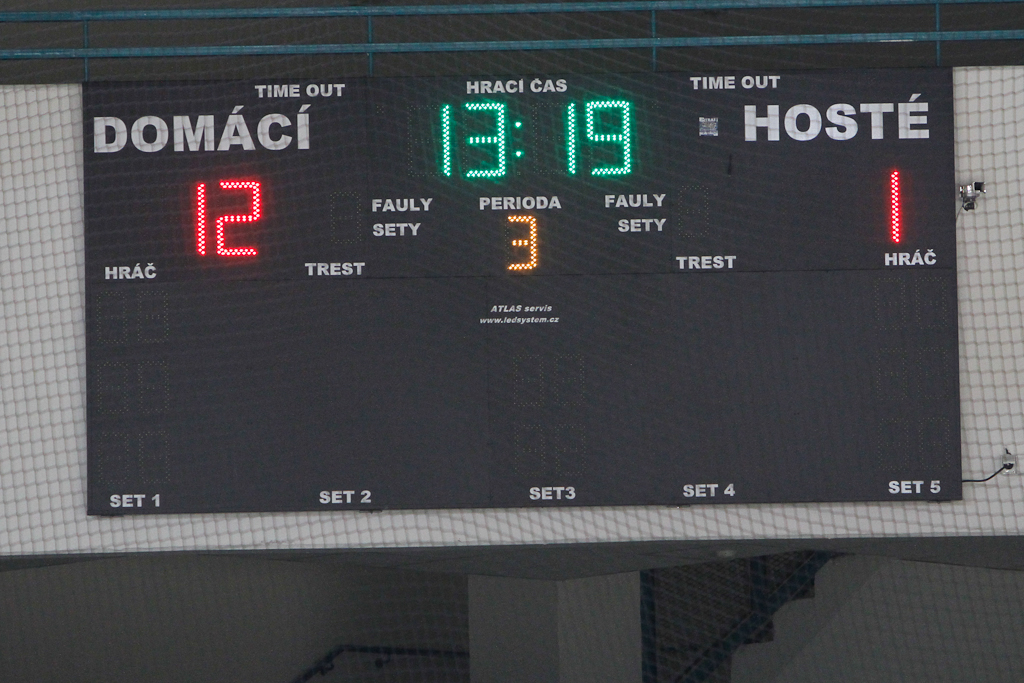 TIME OUT HRACÍ ČAS TIME OUT
DOMÁCÍ 13:19 HOSTÉ
12 FAULY PERIODA FAULY 1
SETY 3 SETY
HRÁČ TREST TREST HRÁČ
ATLAS servis
www.ledsystem.cz
SET 1 SET 2 SET3 SET 4 SET 5